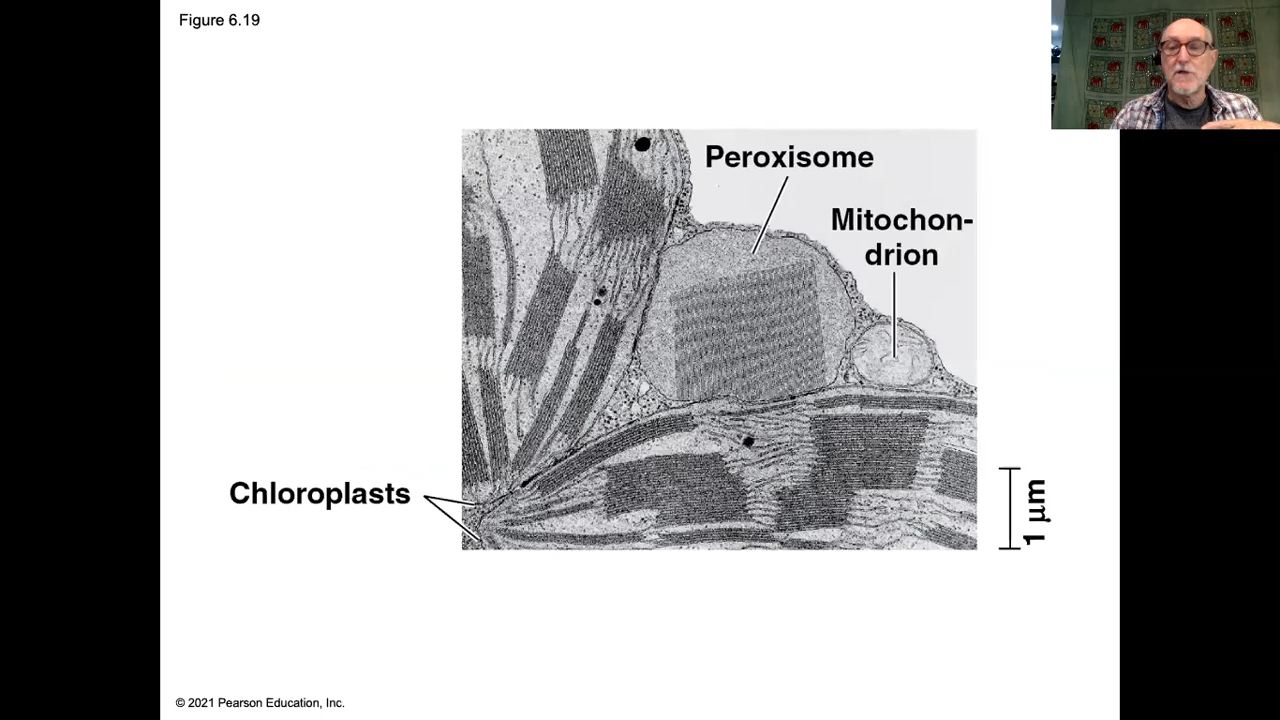 Figure 6.19
Peroxisome
Mitochon-
drion
Chloroplasts
1 μm
© 2021 Pearson Education, Inc.